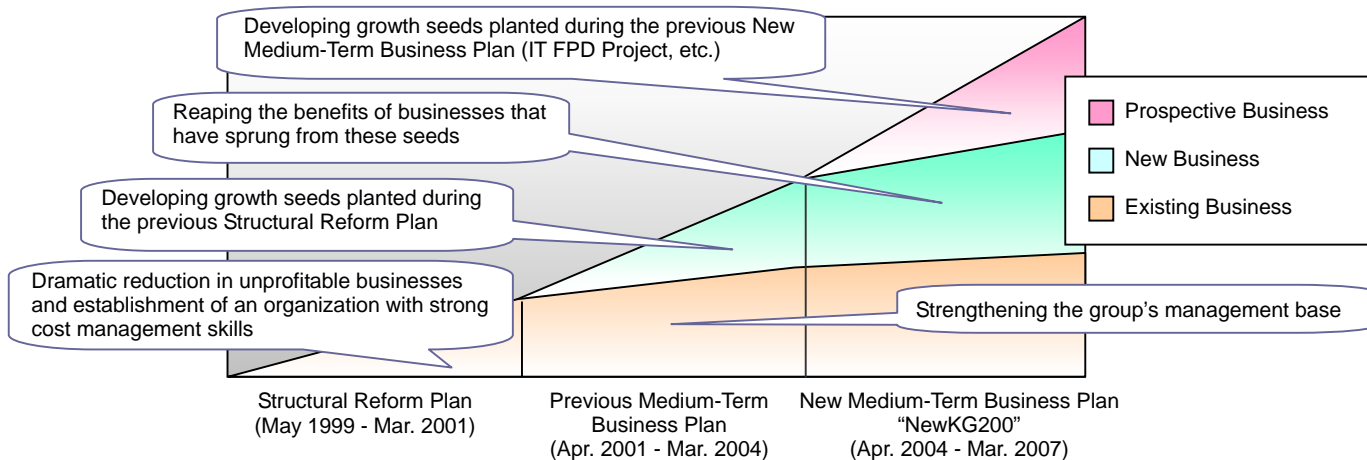 Developing growth seeds planted during the previous New
Medium-Term Business Plan (IT FPD Project, etc.)
Reaping the benefits of businesses that
have sprung from these seeds
Developing growth seeds planted during
the previous Structural Reform Plan
Dramatic reduction in unprofitable businesses
and establishment of an organization with strong
cost management skills
Prospective Business
New Business
Existing Business
Strengthening the group’s management base
Structural Reform Plan
(May 1999 - Mar. 2001)
Previous Medium-Term
Business Plan
(Apr. 2001 - Mar. 2004)
New Medium-Term Business Plan
“NewKG200”
(Apr. 2004 - Mar. 2007)